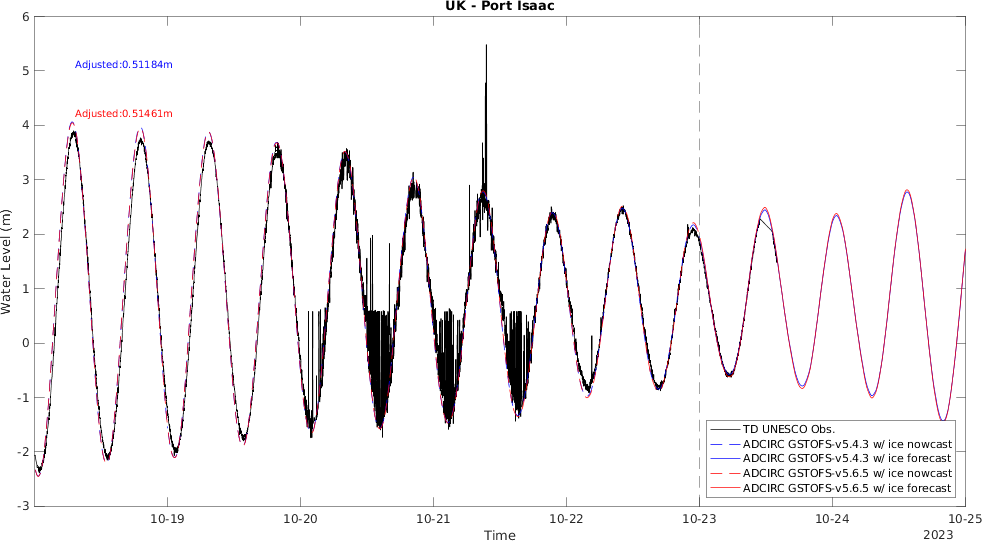 UK - Port Isaac
6
5
4
3
2
1
0
-1
-2
-3
Water Level (m)
Adjusted:0.51184m
Adjusted:0.51461m
TD UNESCO Obs.
ADCIRC GSTOFS-v5.4.3 w/ ice nowcast
ADCIRC GSTOFS-v5.4.3 w/ ice forecast
ADCIRC GSTOFS-v5.6.5 w/ ice nowcast
ADCIRC GSTOFS-v5.6.5 w/ ice forecast
10-19 10-20 10-21 10-22 10-23 10-24 10-25
Time
2023